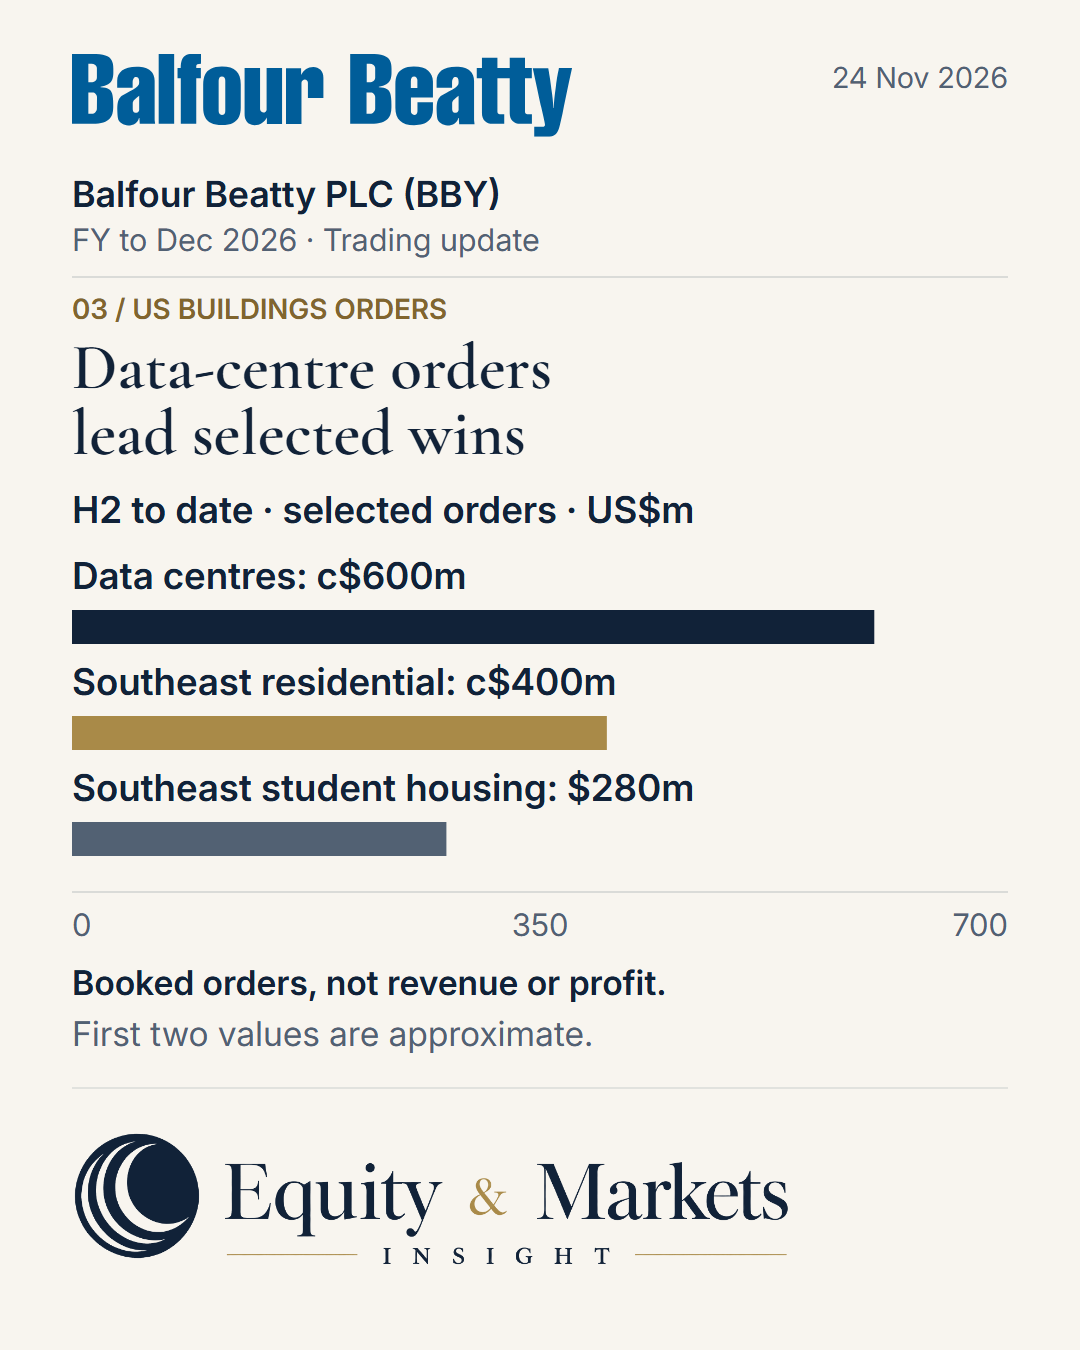 Balfour Beatty
24 Nov 2026
Balfour Beatty PLC (BBY)
FY to Dec 2026 · Trading update
03 / US BUILDINGS ORDERS
Data-centre orders
lead selected wins
H2 to date · selected orders · US$m
Data centres: c$600m
Southeast residential: c$400m
Southeast student housing: $280m
0 350 700
Booked orders, not revenue or profit.
First two values are approximate.
Equity & Markets
INSIGHT